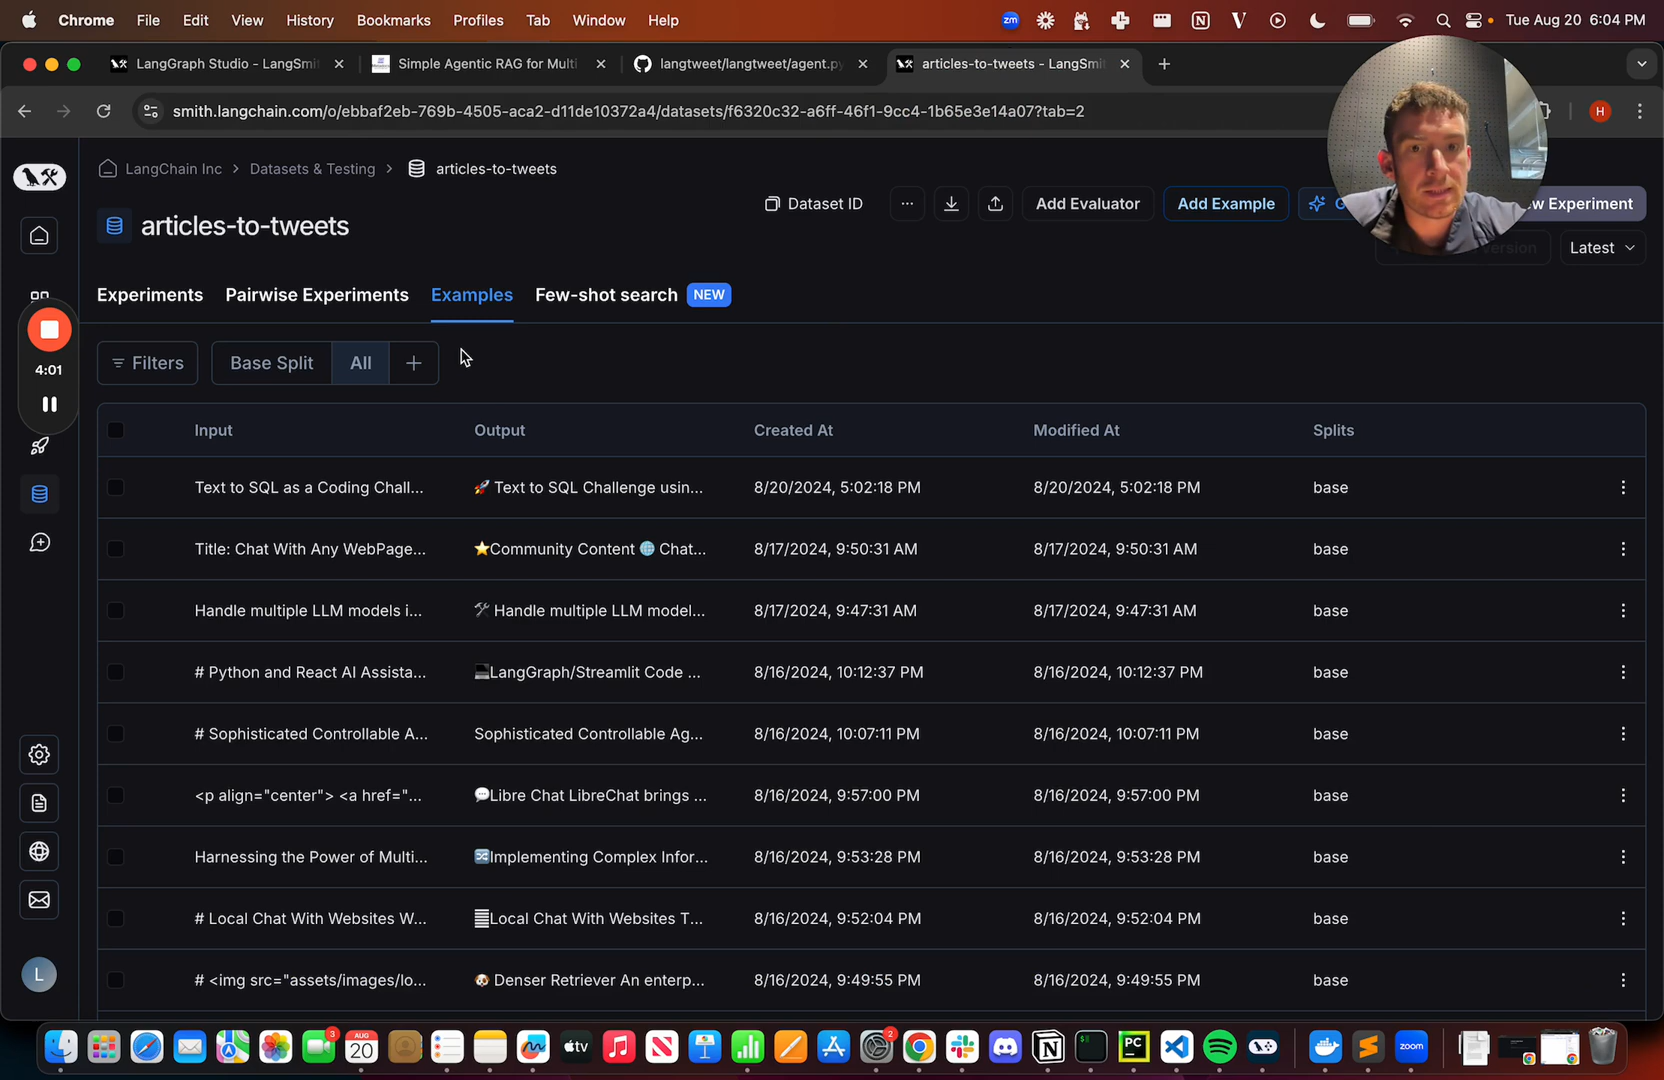 Chrome File Edit View History Bookmarks Profiles Tab Window Help zm Tue Aug 20 6:04 PM
LangGraph Studio - LangSmit Simple Agentic RAG for Multi langtweet/langtweet/agent.py articles-to-tweets - LangSmit
smith.langchain.com/o/ebbaf2eb-769b-4505-aca2-d11de10372a4/datasets/f6320c32-a6ff-46f1-9cc4-1b65e3e14a07?tab=2 H
LangChain Inc > Datasets & Testing > articles-to-tweets
articles-to-tweets
Dataset ID ... Add Evaluator Add Example Experiment
Latest
Experiments Pairwise Experiments Examples Few-shot search NEW
Filters Base Split All +
4:01
Input Output Created At Modified At Splits
Text to SQL as a Coding Chall... 🚀 Text to SQL Challenge usin... 8/20/2024, 5:02:18 PM 8/20/2024, 5:02:18 PM base
Title: Chat With Any WebPage... ⭐Community Content 🌐 Chat... 8/17/2024, 9:50:31 AM 8/17/2024, 9:50:31 AM base
Handle multiple LLM models i... 🛠 Handle multiple LLM model... 8/17/2024, 9:47:31 AM 8/17/2024, 9:47:31 AM base
# Python and React AI Assista... 💻LangGraph/Streamlit Code ... 8/16/2024, 10:12:37 PM 8/16/2024, 10:12:37 PM base
# Sophisticated Controllable A... Sophisticated Controllable Ag... 8/16/2024, 10:07:11 PM 8/16/2024, 10:07:11 PM base
<p align="center"> <a href="... 💬Libre Chat LibreChat brings ... 8/16/2024, 9:57:00 PM 8/16/2024, 9:57:00 PM base
Harnessing the Power of Multi... 🔀Implementing Complex Infor... 8/16/2024, 9:53:28 PM 8/16/2024, 9:53:28 PM base
# Local Chat With Websites W... Local Chat With Websites T... 8/16/2024, 9:52:04 PM 8/16/2024, 9:52:04 PM base
# <img src="assets/images/lo... 🐶 Denser Retriever An enterp... 8/16/2024, 9:49:55 PM 8/16/2024, 9:49:55 PM base
L
3 AUG 20 tv 2 PC zoom